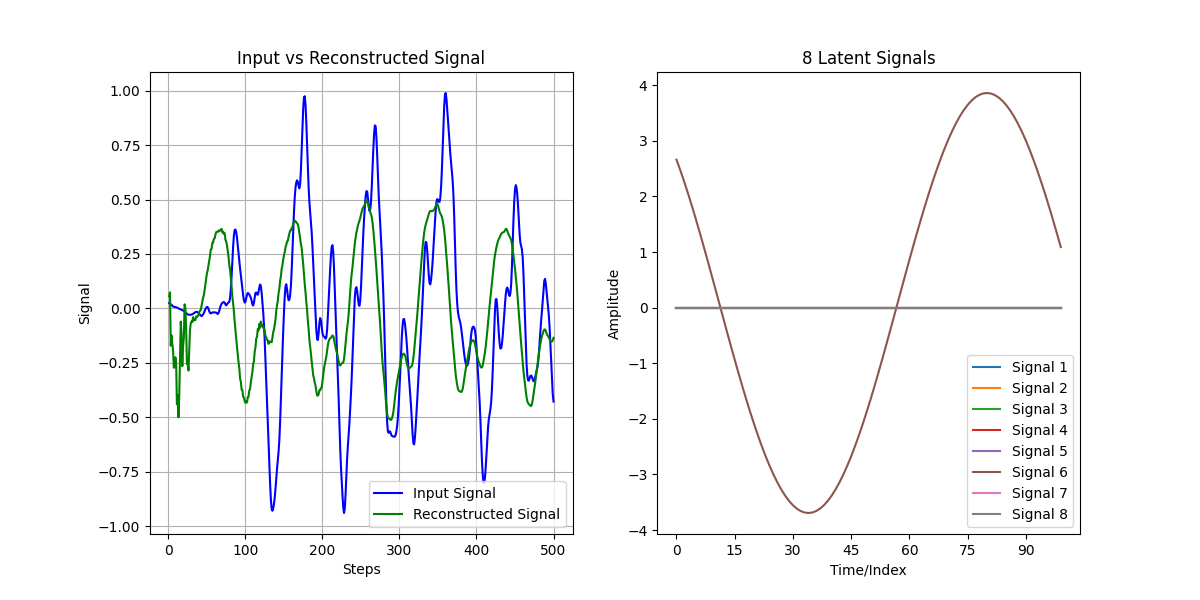 Input vs Reconstructed Signal
1.00
0.75
0.50
0.25
0.00
−0.25
−0.50
−0.75
−1.00
Signal
0 100 200 300 400 500
Steps
Input Signal
Reconstructed Signal
8 Latent Signals
4
3
2
1
0
−1
−2
−3
−4
Amplitude
0 15 30 45 60 75 90
Time/Index
Signal 1
Signal 2
Signal 3
Signal 4
Signal 5
Signal 6
Signal 7
Signal 8